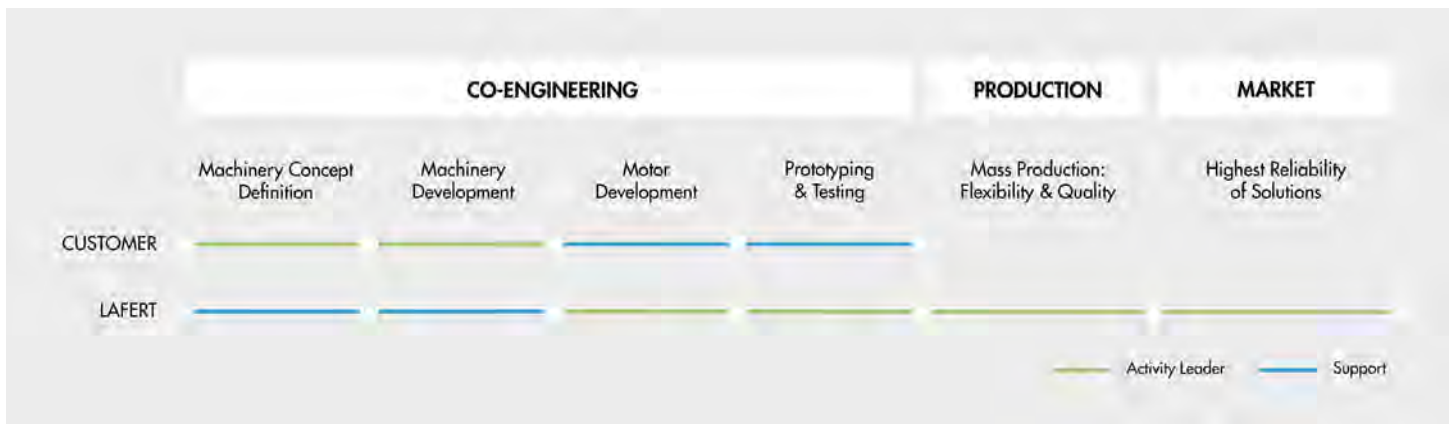 CO-ENGINEERING
PRODUCTION
MARKET
Machinery Concept
Definition
Machinery
Development
Motor
Development
Prototyping
& Testing
Mass Production:
Flexibility & Quality
Highest Reliability
of Solutions
CUSTOMER
LAFERT
Activity Leader
Support